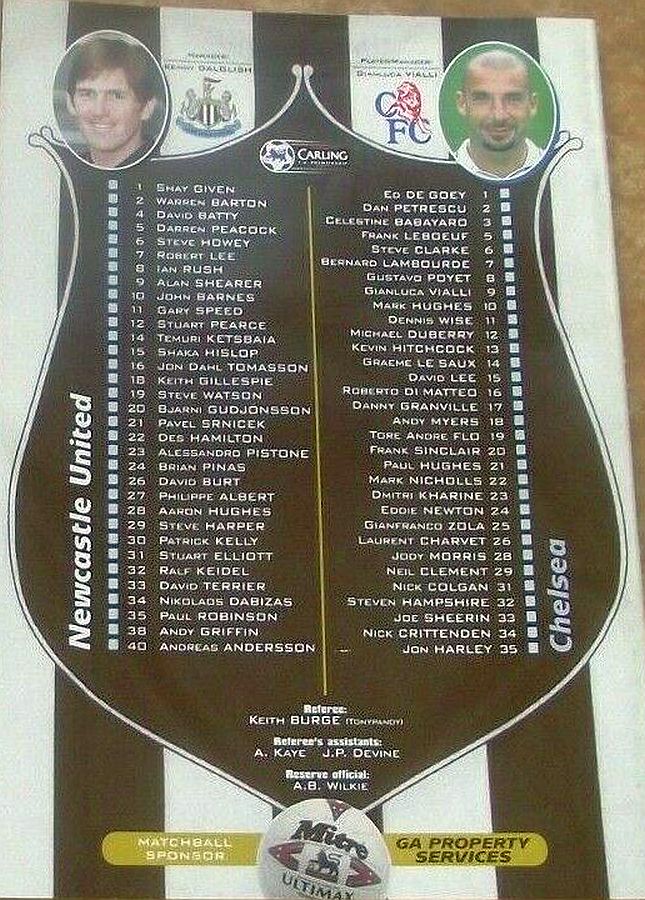 Manager:
Kenny DALGLISH
Player/Manager:
Gianluca VIALLI
CFC
CARLING
Newcastle United
1 SHAY GIVEN
2 WARREN BARTON
4 DAVID BATTY
5 DARREN PEACOCK
6 STEVE HOWEY
7 ROBERT LEE
8 IAN RUSH
9 ALAN SHEARER
10 JOHN BARNES
11 GARY SPEED
12 STUART PEARCE
14 TEMURI KETSBAIA
15 SHAKA HISLOP
16 JON DAHL TOMASSON
18 KEITH GILLESPIE
19 STEVE WATSON
20 BJARNI GUDJONSSON
21 PAVEL SRNICEK
22 DES HAMILTON
23 ALESSANDRO PISTONE
24 BRIAN PINAS
26 DAVID BURT
27 PHILIPPE ALBERT
28 AARON HUGHES
29 STEVE HARPER
30 PATRICK KELLY
31 STUART ELLIOTT
32 RALF KEIDEL
33 DAVID TERRIER
34 NIKOLAOS DABIZAS
35 PAUL ROBINSON
38 ANDY GRIFFIN
40 ANDREAS ANDERSSON
ED DE GOEY 1
DAN PETRESCU 2
CELESTINE BABAYARO 3
FRANK LEBOEUF 5
STEVE CLARKE 6
BERNARD LAMBOURDE 7
GUSTAVO POYET 8
GIANLUCA VIALLI 9
MARK HUGHES 10
DENNIS WISE 11
MICHAEL DUBERRY 12
KEVIN HITCHCOCK 13
GRAEME LE SAUX 14
DAVID LEE 15
ROBERTO DI MATTEO 16
DANNY GRANVILLE 17
ANDY MYERS 18
TORE ANDRE FLO 19
FRANK SINCLAIR 20
PAUL HUGHES 21
MARK NICHOLLS 22
DMITRI KHARINE 23
EDDIE NEWTON 24
GIANFRANCO ZOLA 25
LAURENT CHARVET 26
JODY MORRIS 28
NEIL CLEMENT 29
NICK COLGAN 31
STEVEN HAMPSHIRE 32
JOE SHEERIN 33
NICK CRITTENDEN 34
JON HARLEY 35
Chelsea
Referee:
KEITH BURGE (TONYPANDY)
Referee's assistants:
A. KAYE J.P. DEVINE
Reserve official:
A.B. WILKIE
MATCHBALL
SPONSOR
Mitre
ULTIMAX
GA PROPERTY
SERVICES